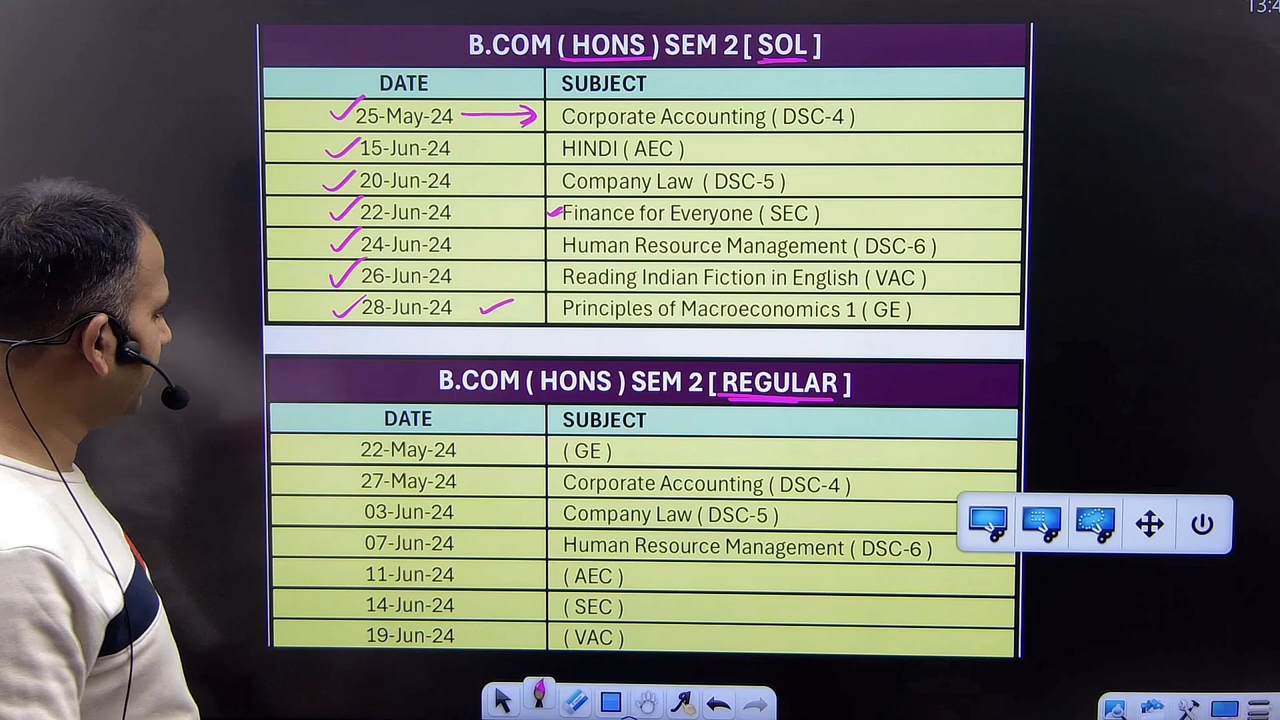 13:4
B.COM ( HONS ) SEM 2 [ SOL ]
DATE SUBJECT
25-May-24 Corporate Accounting ( DSC-4 )
15-Jun-24 HINDI ( AEC )
20-Jun-24 Company Law ( DSC-5 )
22-Jun-24 Finance for Everyone ( SEC )
24-Jun-24 Human Resource Management ( DSC-6 )
26-Jun-24 Reading Indian Fiction in English ( VAC )
28-Jun-24 Principles of Macroeconomics 1 ( GE )
B.COM ( HONS ) SEM 2 [ REGULAR ]
DATE SUBJECT
22-May-24 ( GE )
27-May-24 Corporate Accounting ( DSC-4 )
03-Jun-24 Company Law ( DSC-5 )
07-Jun-24 Human Resource Management ( DSC-6 )
11-Jun-24 ( AEC )
14-Jun-24 ( SEC )
19-Jun-24 ( VAC )